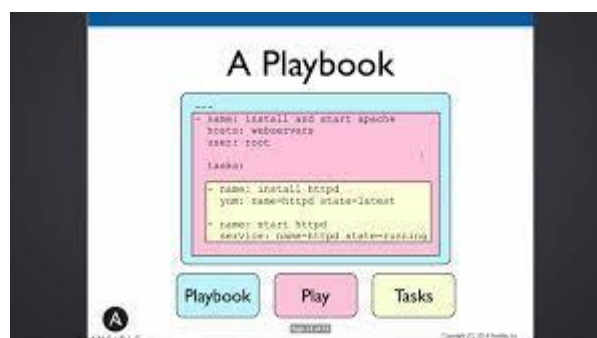 A Playbook
---
- name: install and start apache
hosts: webservers
user: root
tasks:
- name: install httpd
yum: name=httpd state=latest
- name: start httpd
service: name=httpd state=running
Playbook
Play
Tasks
A